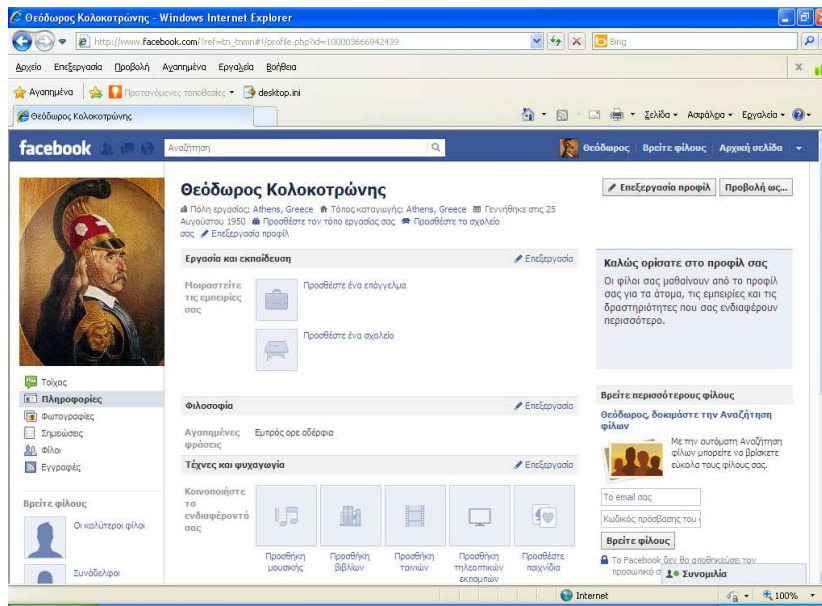 Θεόδωρος Κολοκοτρώνης - Windows Internet Explorer
http://www.facebook.com/?ref=tn_tnmn#!/profile.php?id=100003666942439
Bing
Αρχείο Επεξεργασία Προβολή Αγαπημένα Εργαλεία Βοήθεια
Αγαπημένα Προτεινόμενες τοποθεσίες desktop.ini
Θεόδωρος Κολοκοτρώνης
Σελίδα Ασφάλεια Εργαλεία
facebook
Αναζήτηση
Θεόδωρος Βρείτε φίλους Αρχική σελίδα
Θεόδωρος Κολοκοτρώνης
Επεξεργασία προφίλ Προβολή ως...
Πόλη εργασίας: Athens, Greece Τόπος καταγωγής: Athens, Greece Γεννήθηκε στις 25
Αυγούστου 1950 Προσθέστε τον τόπο εργασίας σας Προσθέστε το σχολείο
σας Επεξεργασία προφίλ
Εργασία και εκπαίδευση Επεξεργασία
Μοιραστείτε
τις εμπειρίες
σας
Προσθέστε ένα επάγγελμα
Προσθέστε ένα σχολείο
Φιλοσοφία Επεξεργασία
Αγαπημένες
φράσεις
Εμπρός ορε αδέρφια
Τέχνες και ψυχαγωγία Επεξεργασία
Κοινοποιήστε
τα
ενδιαφέροντά
σας
Προσθήκη
μουσικής
Προσθήκη
βιβλίων
Προσθήκη
ταινιών
Προσθήκη
τηλεοπτικών
εκπομπών
Προσθέστε
παιχνίδια
Τοίχος
Πληροφορίες
Φωτογραφίες
Σημειώσεις
Φίλοι
Εγγραφές
Βρείτε φίλους
Οι καλύτεροι φίλοι
Συνάδελφοι
Καλώς ορίσατε στο προφίλ σας
Οι φίλοι σας μαθαίνουν από το προφίλ
σας για τα άτομα, τις εμπειρίες και τις
δραστηριότητες που σας ενδιαφέρουν
περισσότερο.
Βρείτε περισσότερους φίλους
Θεόδωρος, δοκιμάστε την Αναζήτηση
φίλων
Με την αυτόματη Αναζήτηση
φίλων μπορείτε να βρίσκετε
εύκολα τους φίλους σας.
Το email σας
Κωδικός πρόσβασης του
Βρείτε φίλους
Το Facebook δεν θα αποθηκεύσει τον
προσωπικό
Συνομιλία
Internet 100%